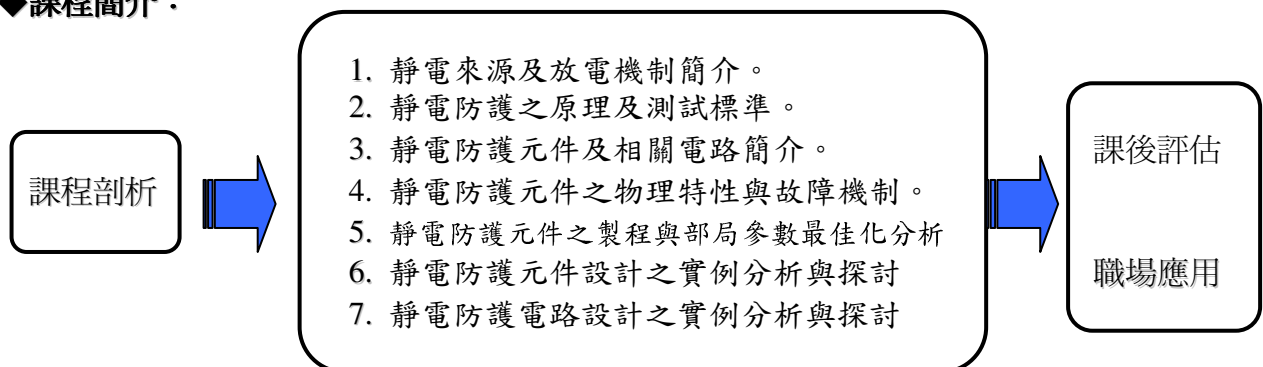 ◆課程簡介：
課程剖析
1. 靜電來源及放電機制簡介。
2. 靜電防護之原理及測試標準。
3. 靜電防護元件及相關電路簡介。
4. 靜電防護元件之物理特性與故障機制。
5. 靜電防護元件之製程與部局參數最佳化分析
6. 靜電防護元件設計之實例分析與探討
7. 靜電防護電路設計之實例分析與探討
課後評估
職場應用